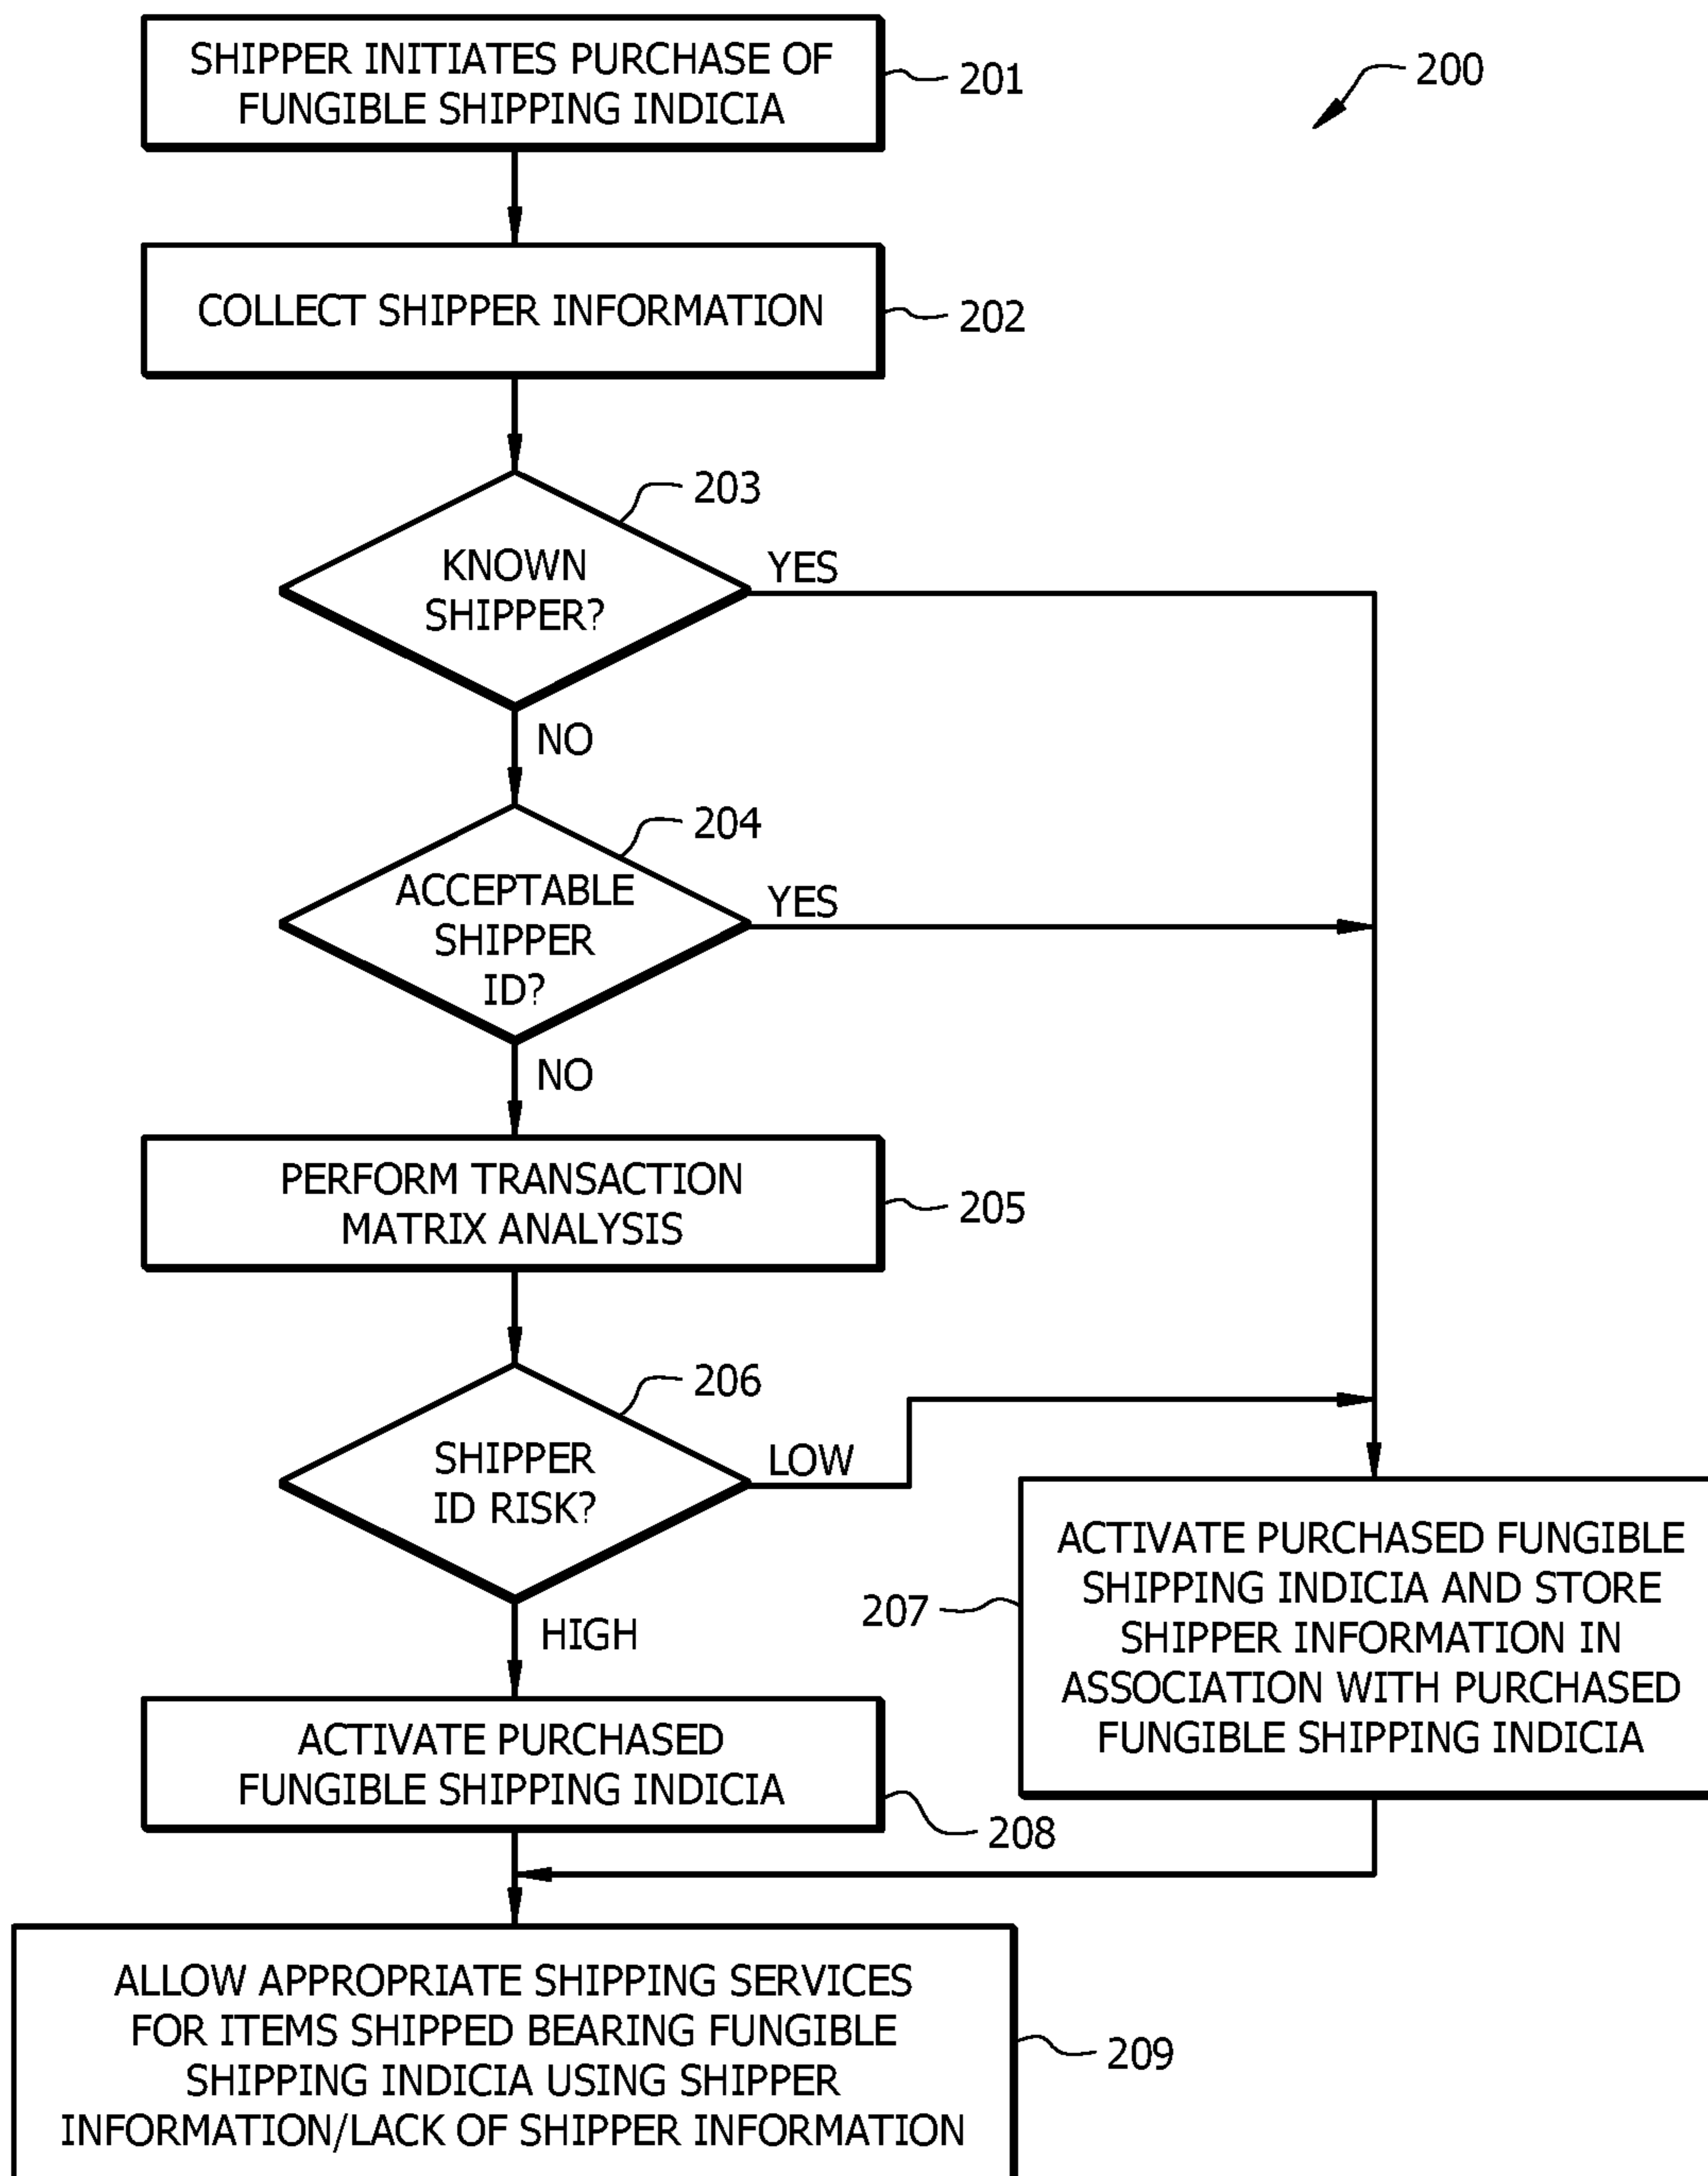 SHIPPER INITIATES PURCHASE OF
FUNGIBLE SHIPPING INDICIA
201
200
COLLECT SHIPPER INFORMATION
202
203
KNOWN
SHIPPER?
YES
NO
204
ACCEPTABLE
SHIPPER
ID?
YES
NO
PERFORM TRANSACTION
MATRIX ANALYSIS
205
206
SHIPPER
ID RISK?
LOW
HIGH
ACTIVATE PURCHASED FUNGIBLE
SHIPPING INDICIA AND STORE
SHIPPER INFORMATION IN
ASSOCIATION WITH PURCHASED
FUNGIBLE SHIPPING INDICIA
207
ACTIVATE PURCHASED
FUNGIBLE SHIPPING INDICIA
208
ALLOW APPROPRIATE SHIPPING SERVICES
FOR ITEMS SHIPPED BEARING FUNGIBLE
SHIPPING INDICIA USING SHIPPER
INFORMATION/LACK OF SHIPPER INFORMATION
209